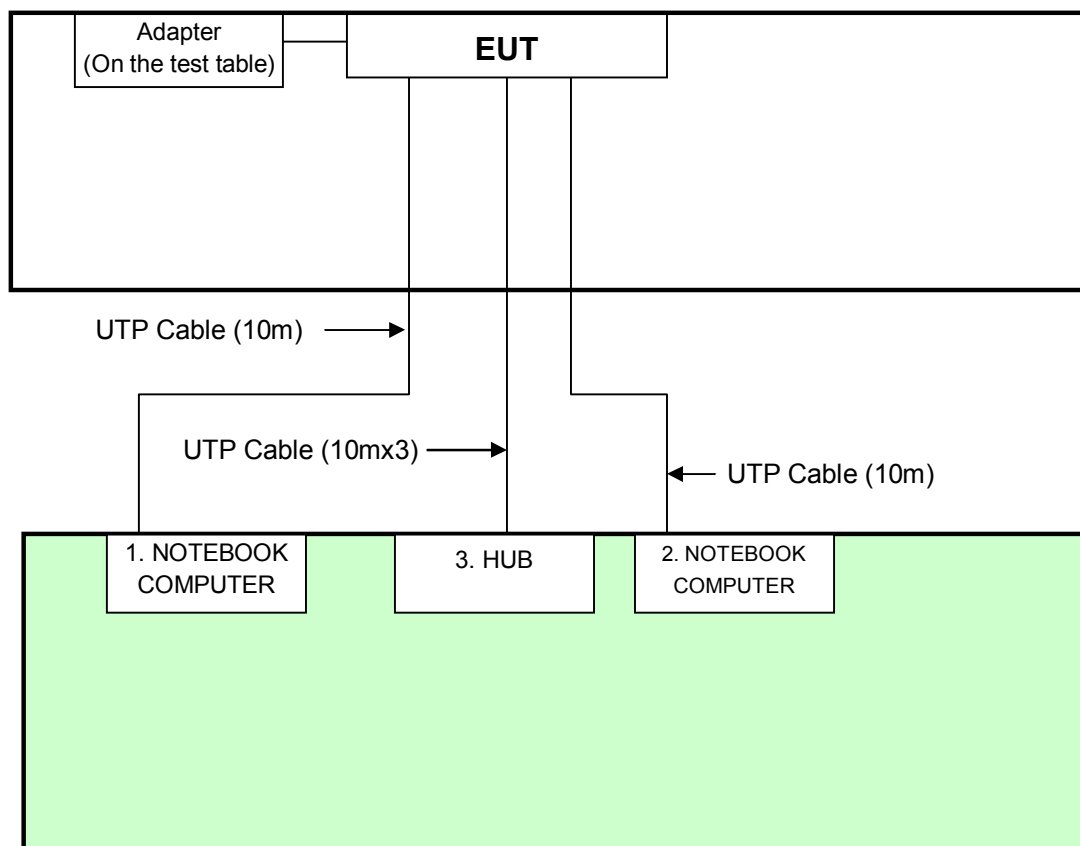 Adapter
(On the test table)
EUT
UTP Cable (10m)
UTP Cable (10mx3)
UTP Cable (10m)
1. NOTEBOOK
COMPUTER
3. HUB
2. NOTEBOOK
COMPUTER